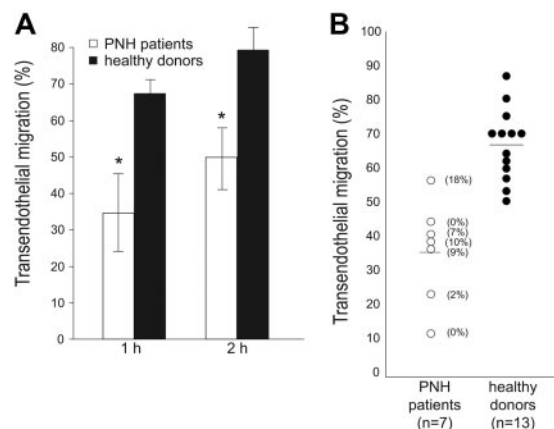 A
Transendothelial migration (%)
80
70
60
50
40
30
20
10
0
PNH patients
healthy donors
*
*
1 h
2 h
B
Transendothelial migration (%)
100
90
80
70
60
50
40
30
20
10
0
(18%)
(0%)
(7%)
(10%)
(9%)
(2%)
(0%)
PNH
patients
(n=7)
healthy
donors
(n=13)